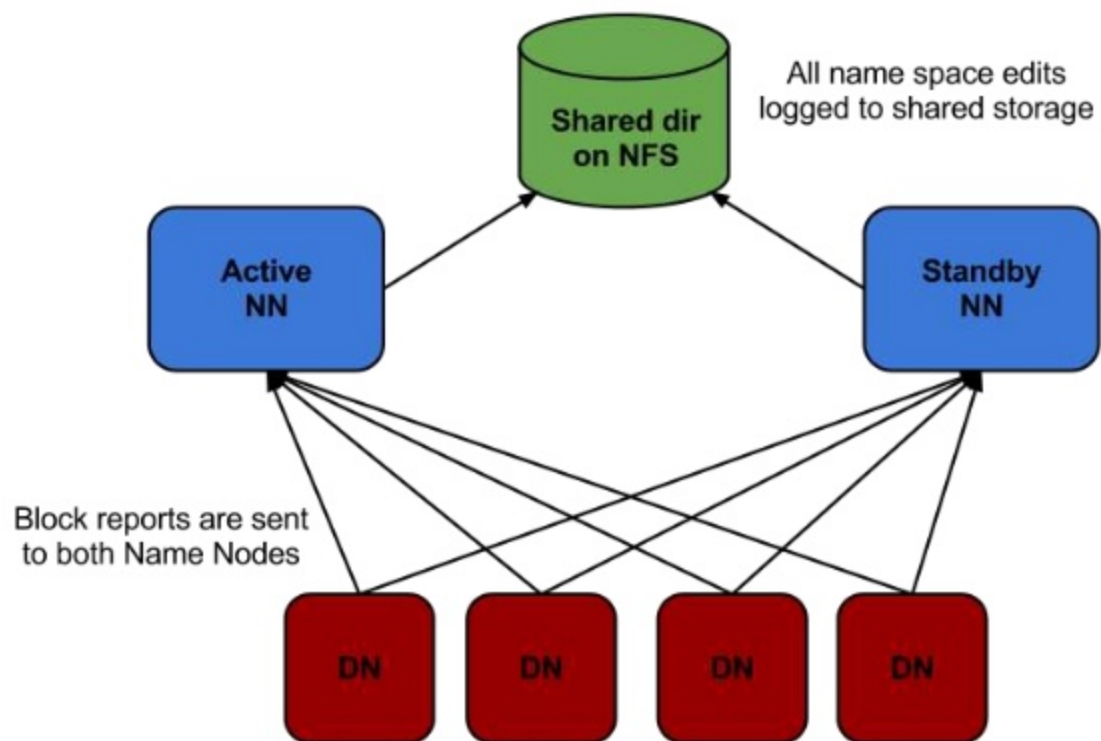 Shared dir
on NFS
All name space edits
logged to shared storage
Active
NN
Standby
NN
Block reports are sent
to both Name Nodes
DN
DN
DN
DN